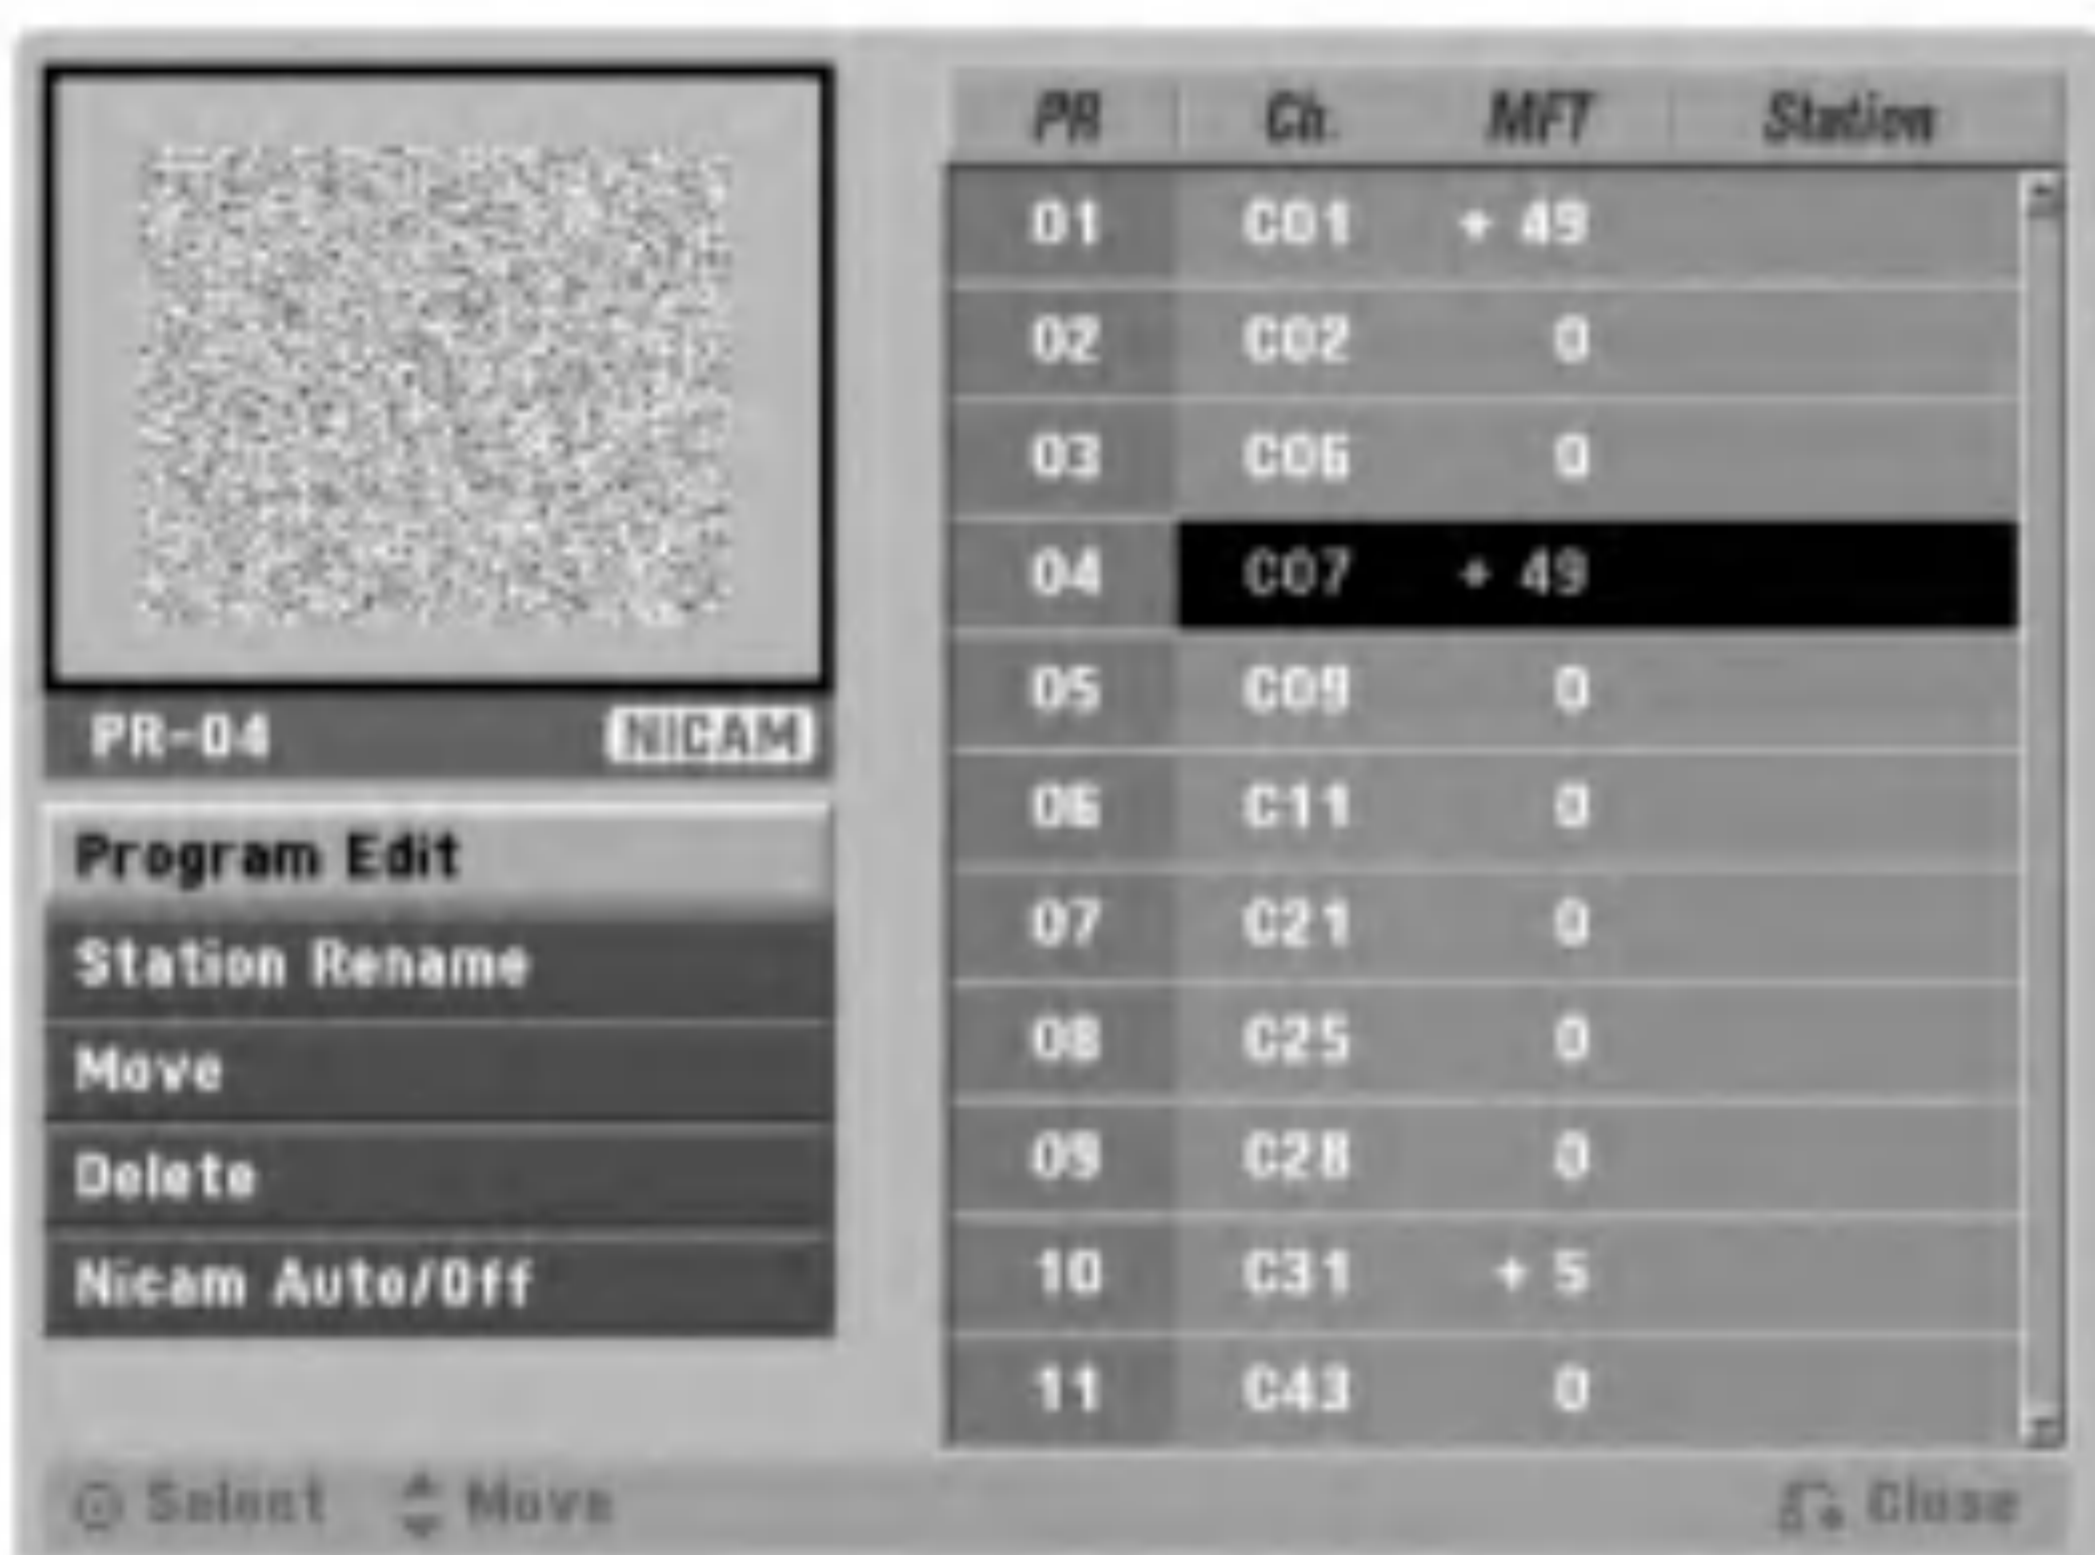 PR-04 NICAM
Program Edit
Station Rename
Move
Delete
Nicam Auto/Off
PR Ch. MFT Station
01 C01 + 49
02 C02 0
03 C06 0
04 C07 + 49
05 C09 0
06 C11 0
07 C21 0
08 C25 0
09 C28 0
10 C31 + 5
11 C43 0
Select Move Close